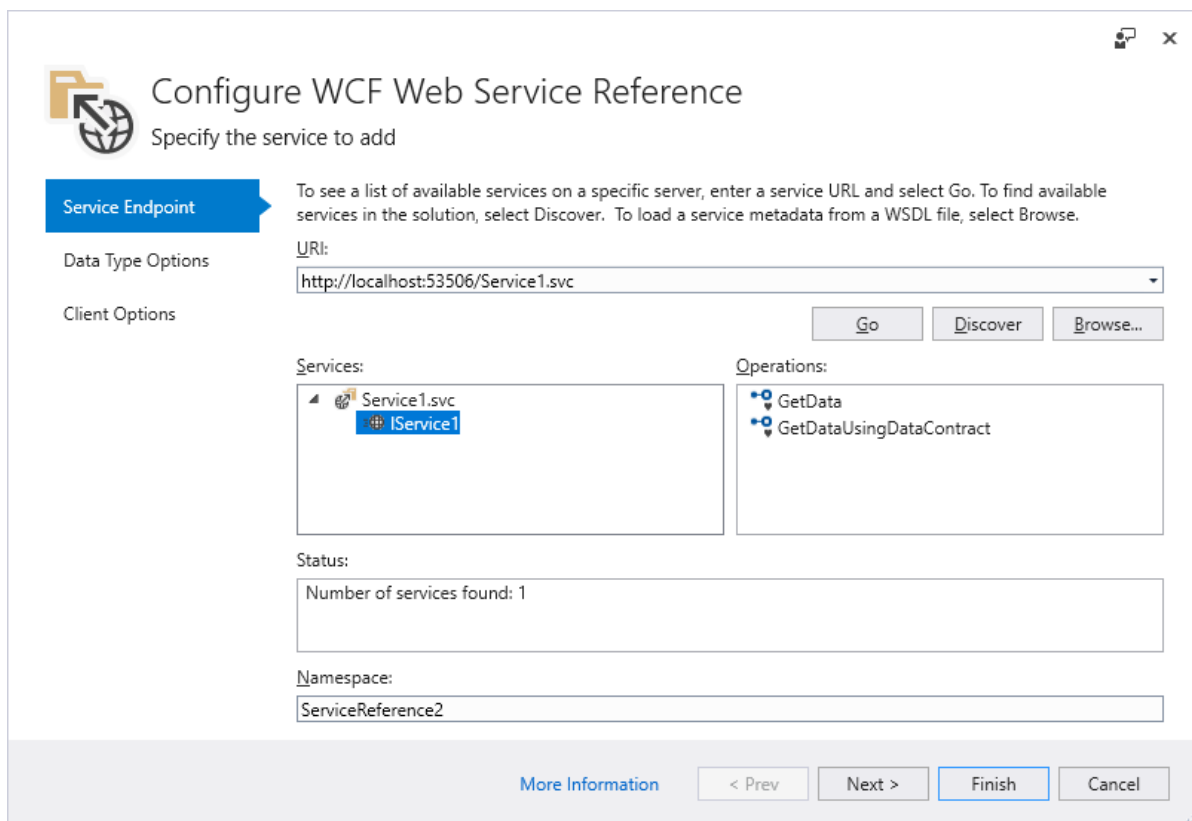 Configure WCF Web Service Reference
Specify the service to add
Service Endpoint
Data Type Options
Client Options
To see a list of available services on a specific server, enter a service URL and select Go. To find available
services in the solution, select Discover.  To load a service metadata from a WSDL file, select Browse.
URI:
http://localhost:53506/Service1.svc
Go
Discover
Browse...
Services:
Service1.svc
IService1
Operations:
GetData
GetDataUsingDataContract
Status:
Number of services found: 1
Namespace:
ServiceReference2
More Information
< Prev
Next >
Finish
Cancel